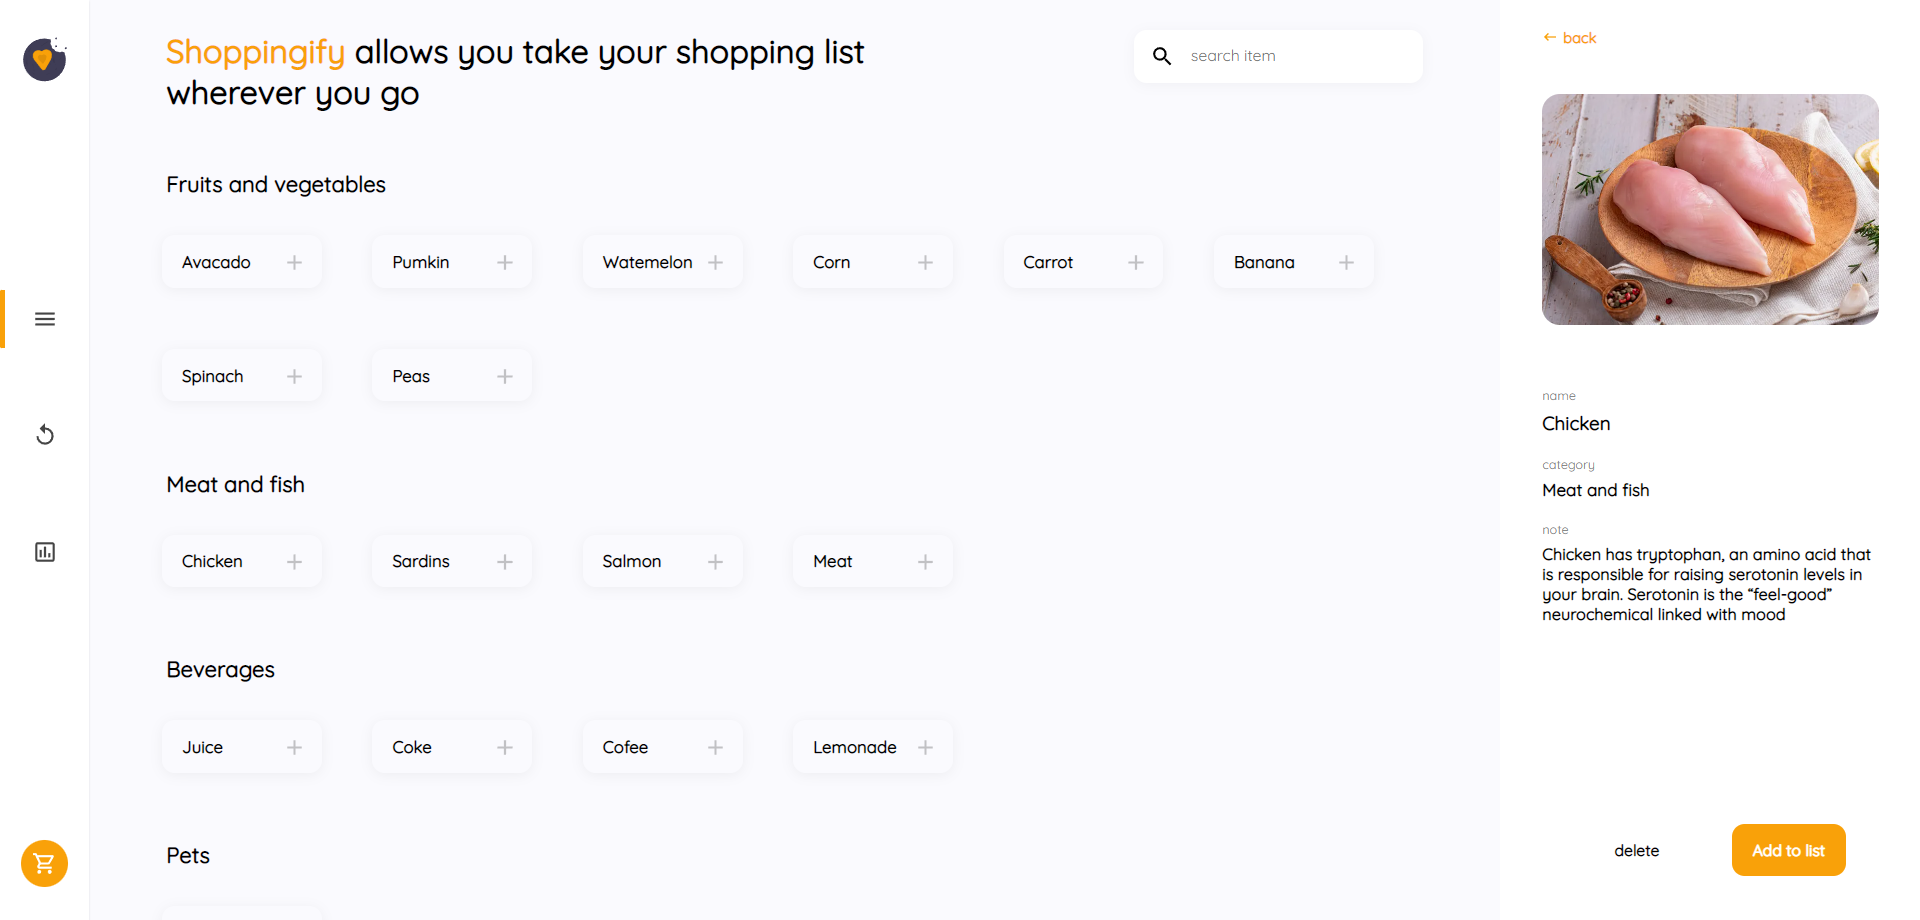 Shoppingify allows you take your shopping list
wherever you go
search item
Fruits and vegetables
Avacado
Pumkin
Watemelon
Corn
Carrot
Banana
Spinach
Peas
Meat and fish
Chicken
Sardins
Salmon
Meat
Beverages
Juice
Coke
Cofee
Lemonade
Pets
back
name
Chicken
category
Meat and fish
note
Chicken has tryptophan, an amino acid that
is responsible for raising serotonin levels in
your brain. Serotonin is the “feel-good”
neurochemical linked with mood
delete
Add to list